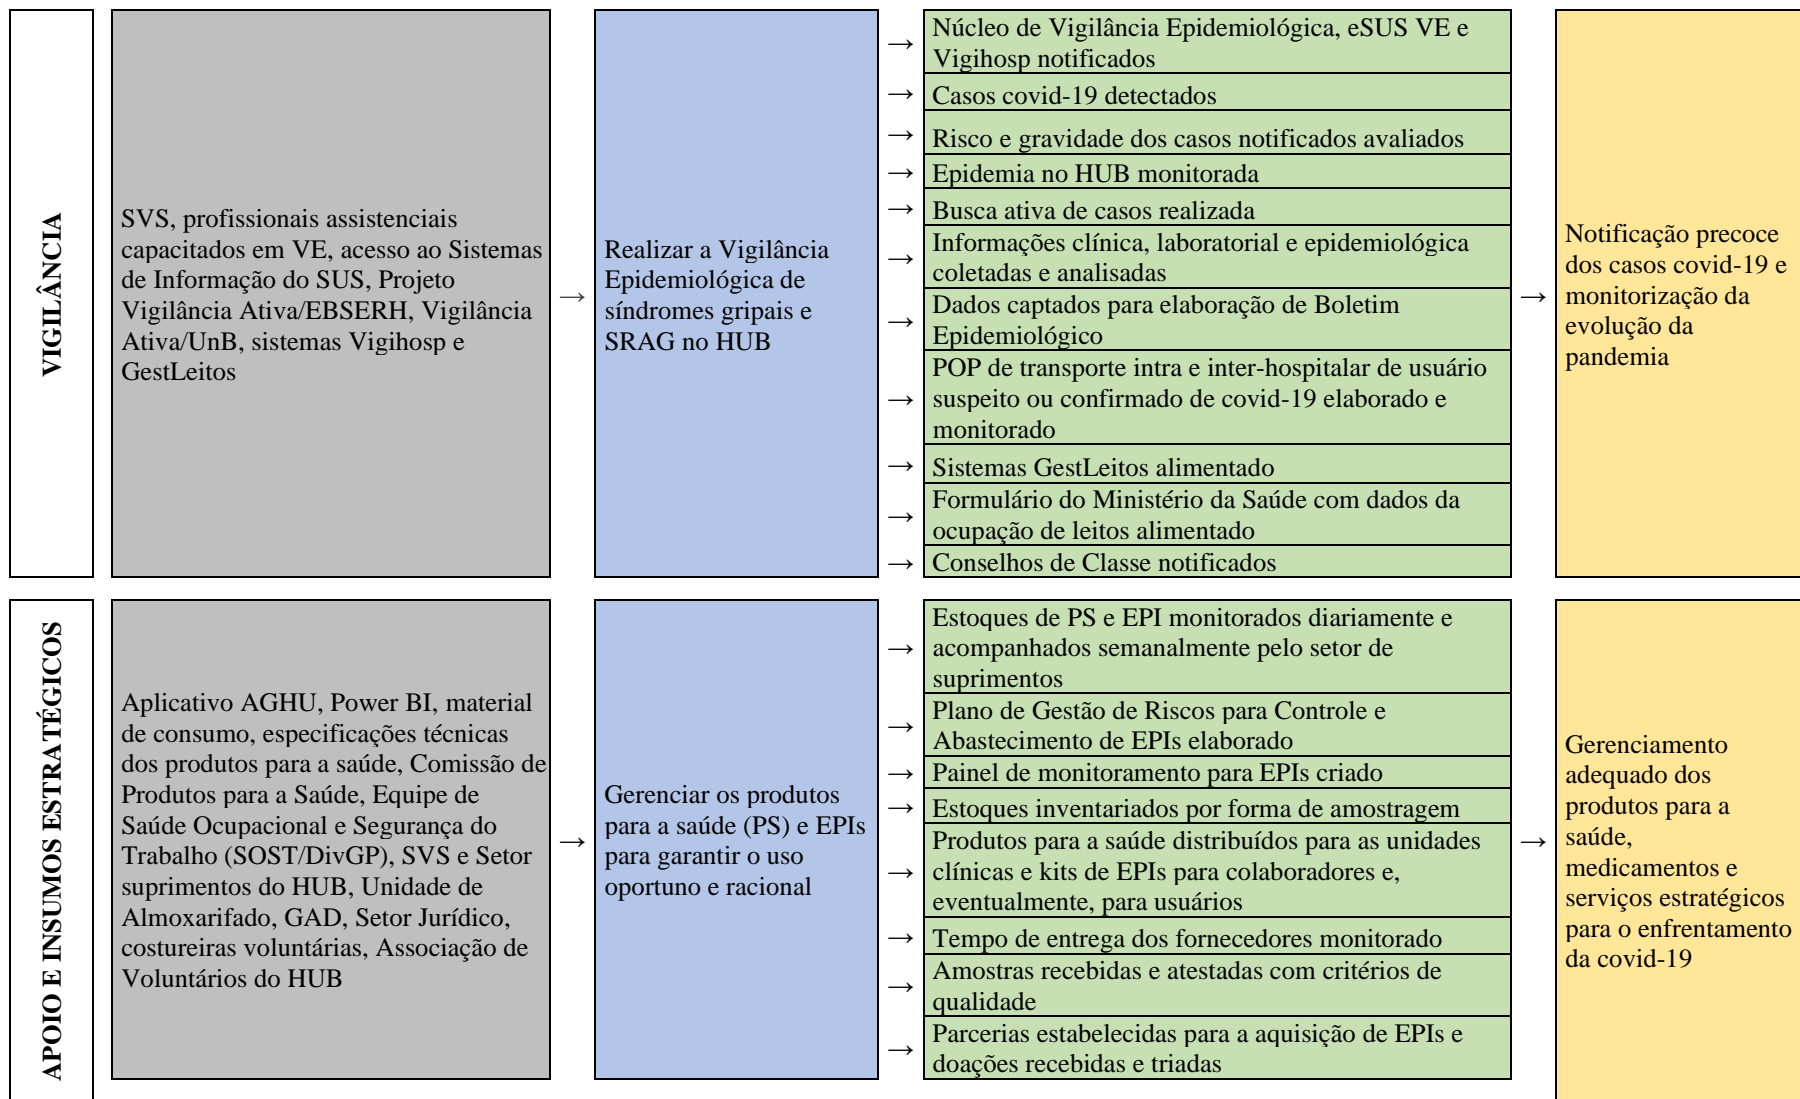 VIGILÂNCIA
SVS, profissionais assistenciais
capacitados em VE, acesso ao Sistemas
de Informação do SUS, Projeto
Vigilância Ativa/EBSERH, Vigilância
Ativa/UnB, sistemas Vigihosp e
GestLeitos
→
Realizar a Vigilância
Epidemiológica de
síndromes gripais e
SRAG no HUB
→ Núcleo de Vigilância Epidemiológica, eSUS VE e
Vigihosp notificados
→ Casos covid-19 detectados
→ Risco e gravidade dos casos notificados avaliados
→ Epidemia no HUB monitorada
→ Busca ativa de casos realizada
→ Informações clínica, laboratorial e epidemiológica
coletadas e analisadas
→ Dados captados para elaboração de Boletim
Epidemiológico
→ POP de transporte intra e inter-hospitalar de usuário
suspeito ou confirmado de covid-19 elaborado e
monitorado
→ Sistemas GestLeitos alimentado
→ Formulário do Ministério da Saúde com dados da
ocupação de leitos alimentado
→ Conselhos de Classe notificados
→
Notificação precoce
dos casos covid-19 e
monitorização da
evolução da
pandemia
APOIO E INSUMOS ESTRATÉGICOS
Aplicativo AGHU, Power BI, material
de consumo, especificações técnicas
dos produtos para a saúde, Comissão de
Produtos para a Saúde, Equipe de
Saúde Ocupacional e Segurança do
Trabalho (SOST/DivGP), SVS e Setor
suprimentos do HUB, Unidade de
Almoxarifado, GAD, Setor Jurídico,
costureiras voluntárias, Associação de
Voluntários do HUB
→
Gerenciar os produtos
para a saúde (PS) e EPIs
para garantir o uso
oportuno e racional
→ Estoques de PS e EPI monitorados diariamente e
acompanhados semanalmente pelo setor de
suprimentos
→ Plano de Gestão de Riscos para Controle e
Abastecimento de EPIs elaborado
→ Painel de monitoramento para EPIs criado
→ Estoques inventariados por forma de amostragem
→ Produtos para a saúde distribuídos para as unidades
clínicas e kits de EPIs para colaboradores e,
eventualmente, para usuários
→ Tempo de entrega dos fornecedores monitorado
→ Amostras recebidas e atestadas com critérios de
qualidade
→ Parcerias estabelecidas para a aquisição de EPIs e
doações recebidas e triadas
→
Gerenciamento
adequado dos
produtos para a
saúde,
medicamentos e
serviços estratégicos
para o enfrentamento
da covid-19